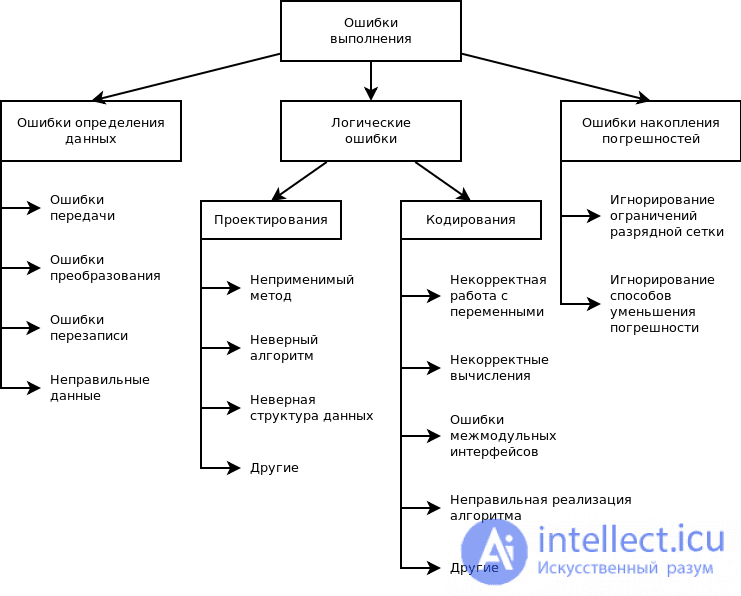 Ошибки
выполнения
Ошибки определения
данных
Логические
ошибки
Ошибки накопления
погрешностей
Ошибки
передачи
Ошибки
преобразования
Ошибки
перезаписи
Неправильные
данные
Проектирования
Неприменимый
метод
Неверный
алгоритм
Неверная
структура данных
Другие
Кодирования
Некорректная
работа с
переменными
Некорректные
вычисления
Ошибки
межмодульных
интерфейсов
Неправильная реализация
алгоритма
Другие
Игнорирование
ограничений
разрядной сетки
Игнорирование
способов
уменьшения
погрешности
Ai
intellect.icu
Искусственный разум